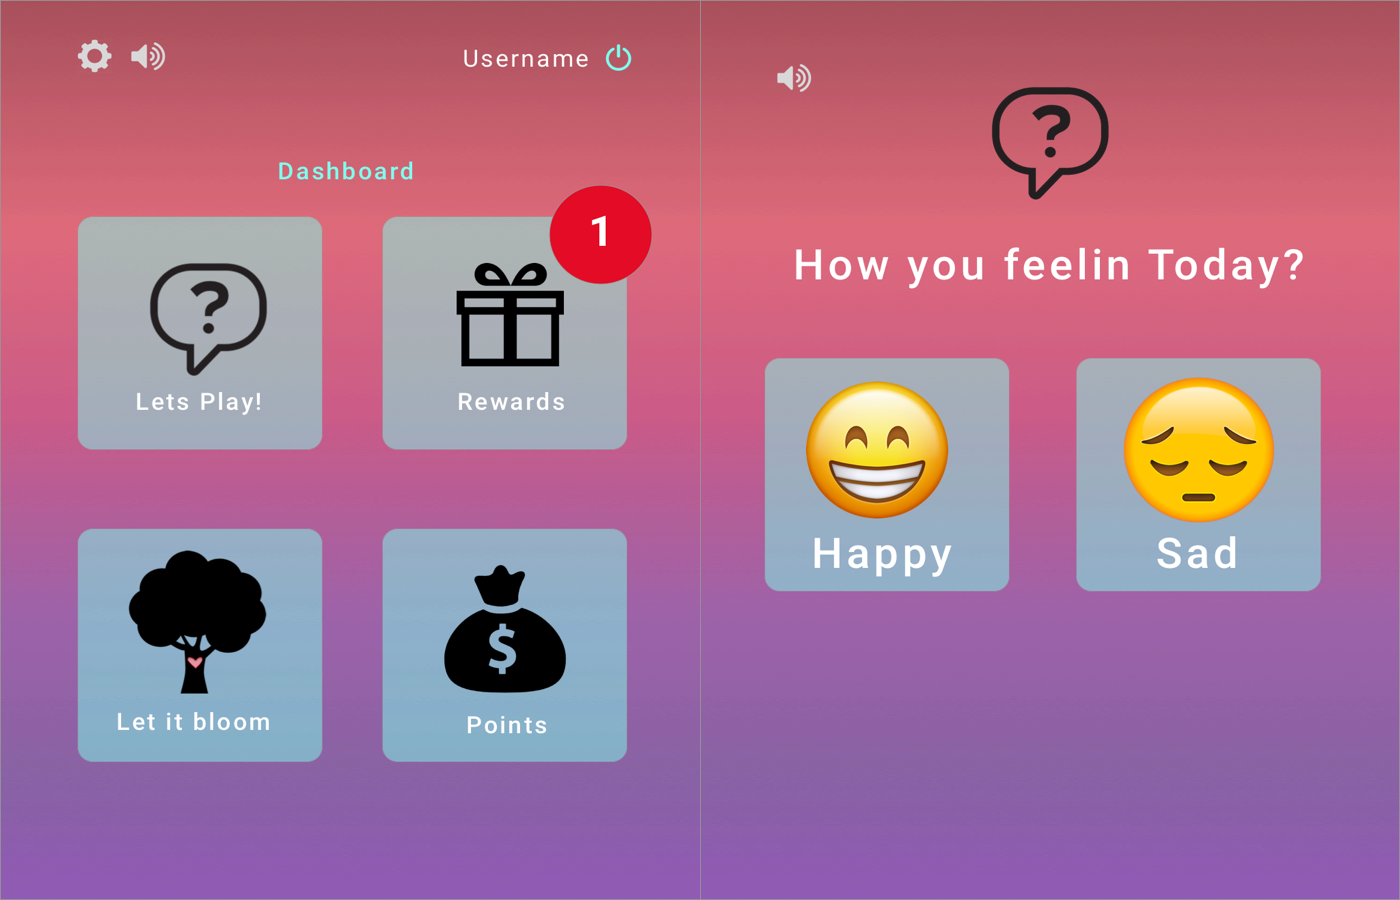 Username
Dashboard
1
?
Lets Play!
Rewards
$
Let it bloom
Points
?
How you feelin Today?
Happy
Sad